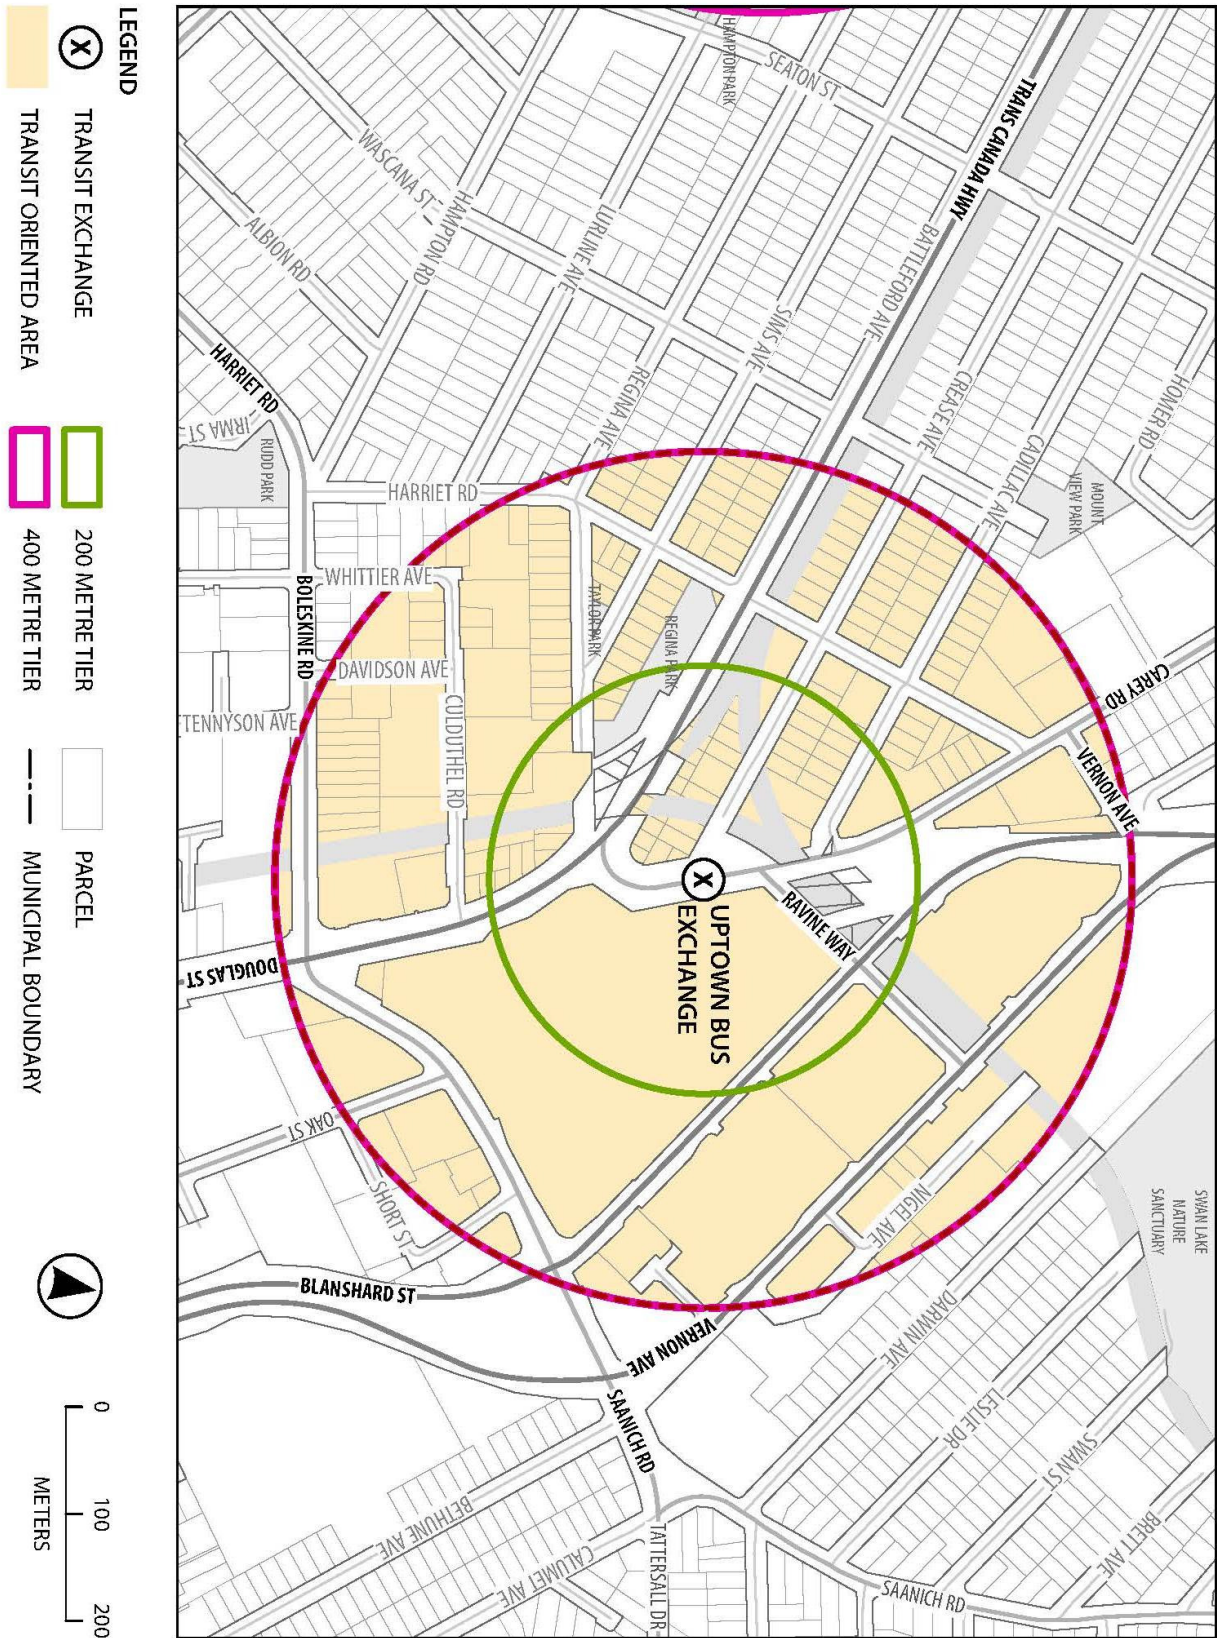 HAMPTON PARK
SEATON ST
TRANS CANADA HWY
WASCANA ST
HAMPTON RD
LURLINE AVE
BATTLEFORD AVE
ALBION RD
SIMS AVE
HARRIET RD
REGINA AVE
CREASE AVE
HOMER RD
IRMA ST
RUDD PARK
CADILLAC AVE
MOUNT
VIEW PARK
HARRIET RD
WHITTIER AVE
TAYLOR PARK
REGINA PARK
BOLESKINE RD
DAVIDSON AVE
CAREY RD
TENNYSON AVE
CULDUTHEL RD
VERNON AVE
X
UPTOWN BUS
EXCHANGE
RAVINE WAY
DOUGLAS ST
OAK ST
SHORT ST
NIGEL AVE
SWAN LAKE
NATURE
SANCTUARY
BLANSHARD ST
VERNON AVE
DARWIN AVE
SAANICH RD
LESLIE DR
SWAN ST
BETHUNE AVE
CALUMET AVE
TATTERSALL DR
SAANICH RD
BRETT AVE
LEGEND
X
TRANSIT EXCHANGE
TRANSIT ORIENTED AREA
200 METRE TIER
400 METRE TIER
PARCEL
MUNICIPAL BOUNDARY
0 100 200
METERS